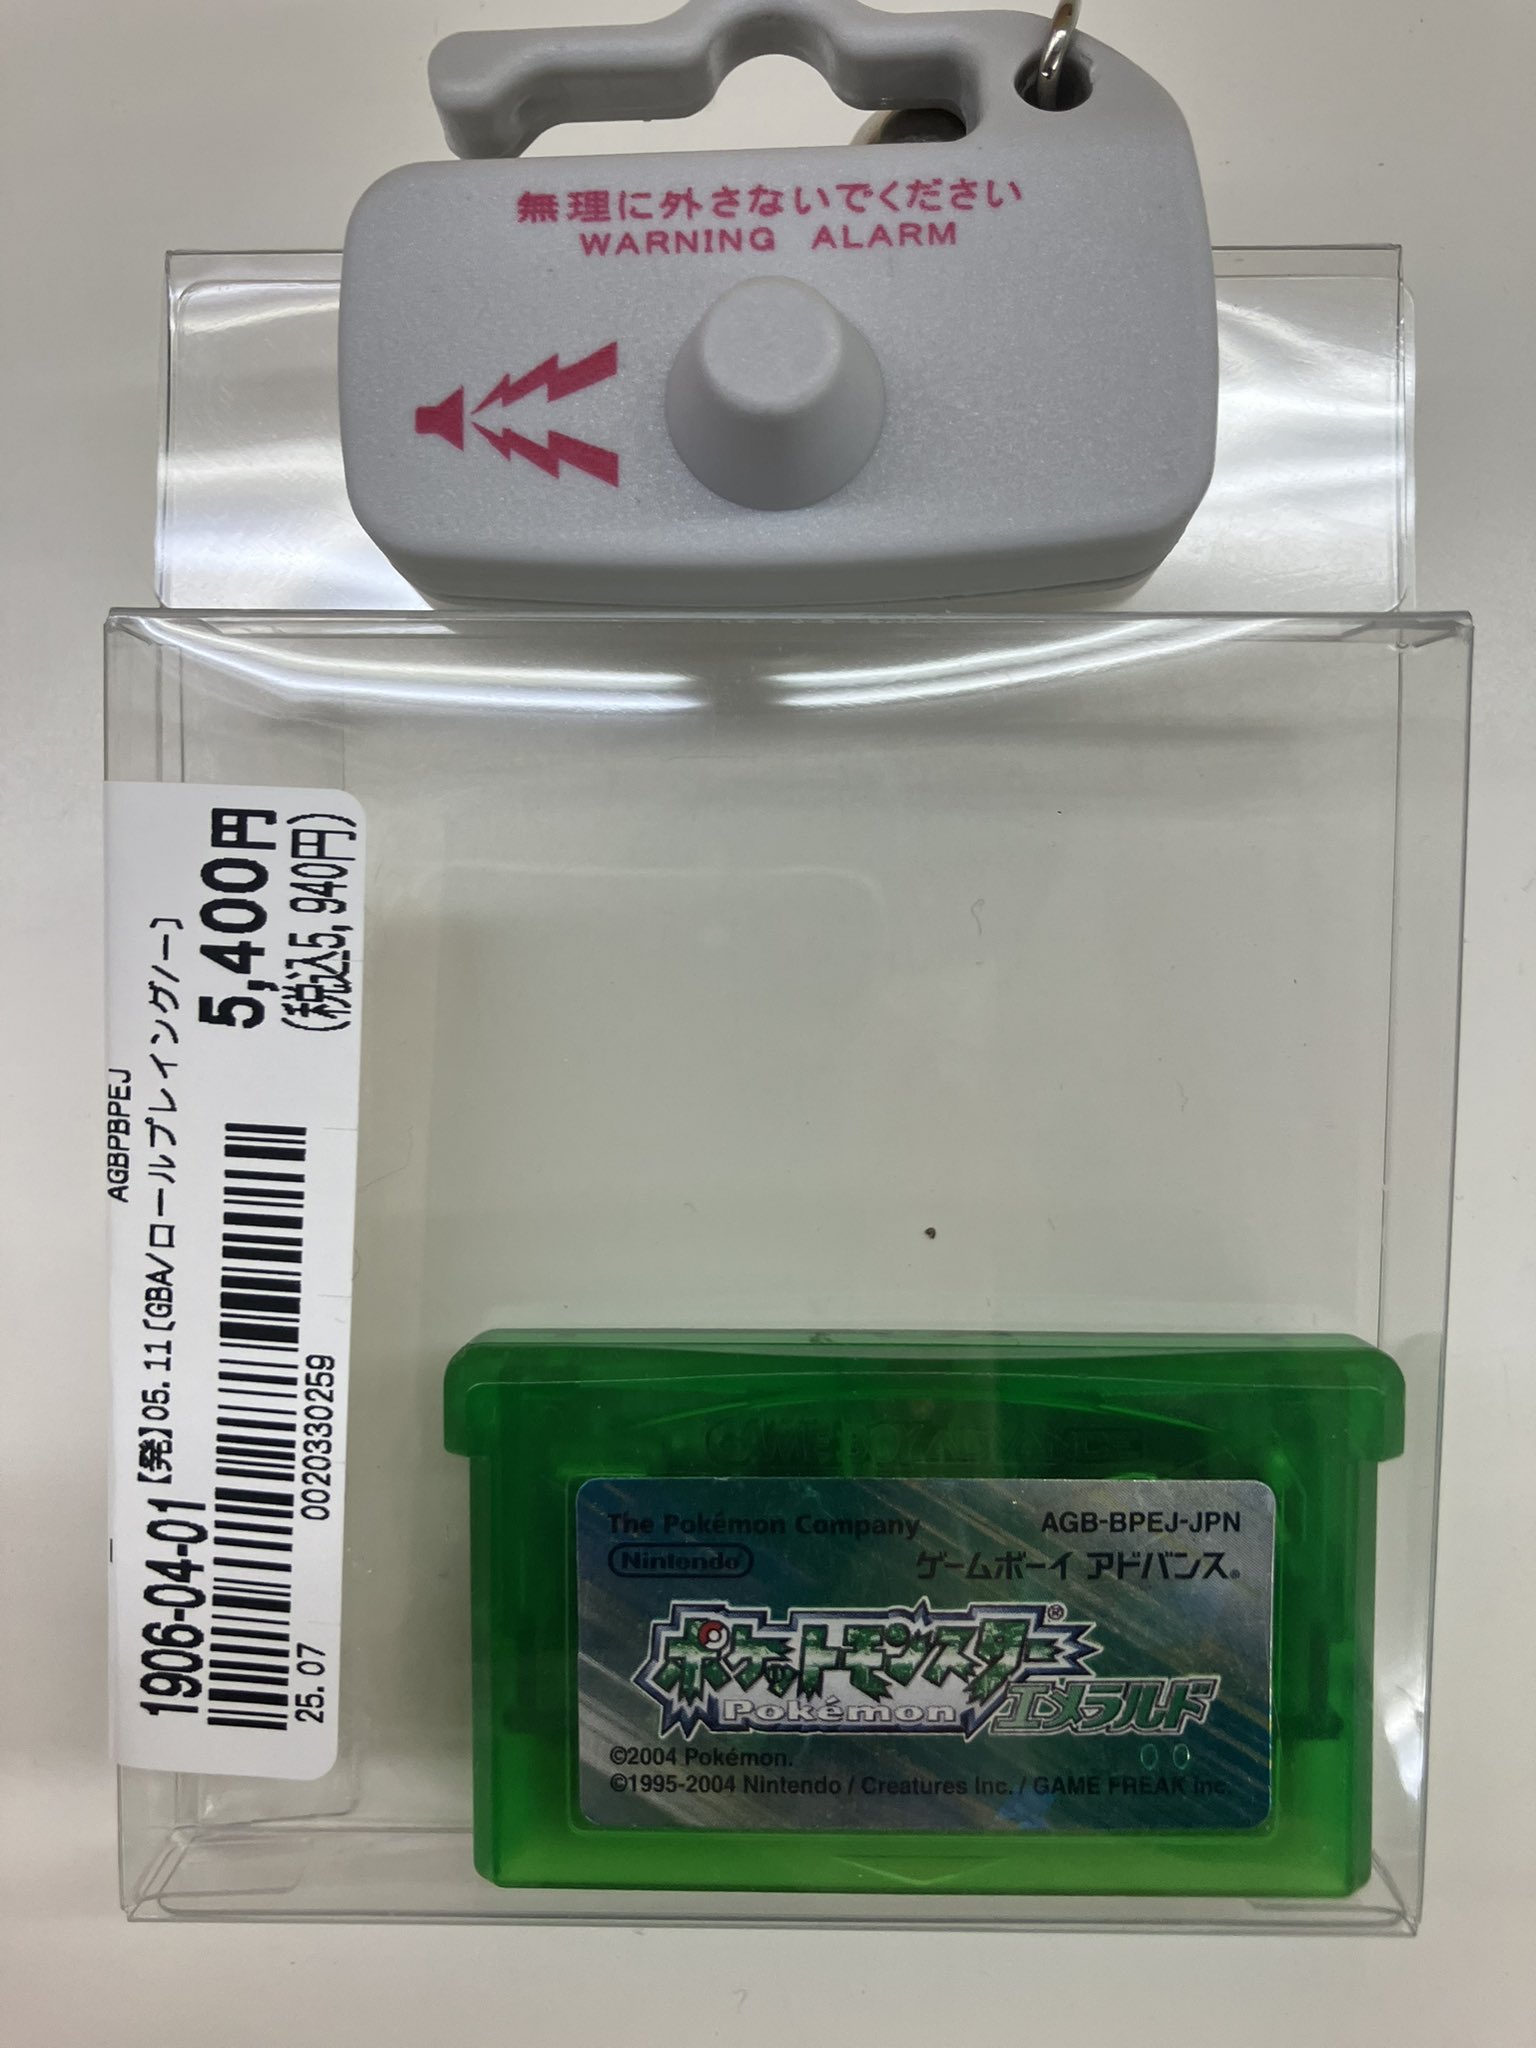 無理に外さないでください
WARNING ALARM
AGBPBPEJ
【発】05.11〔GBA/ロールプレイング/ー〕
5,400円
(税込5,940円)
1906-04-01
0020330259
25.07
The Pokémon Company
AGB-BPEJ-JPN
Nintendo
ゲームボーイ アドバンス®
ポケットモンスター®
Pokémon
エメラルド
00
©2004 Pokémon.
©1995-2004 Nintendo / Creatures Inc. / GAME FREAK inc.